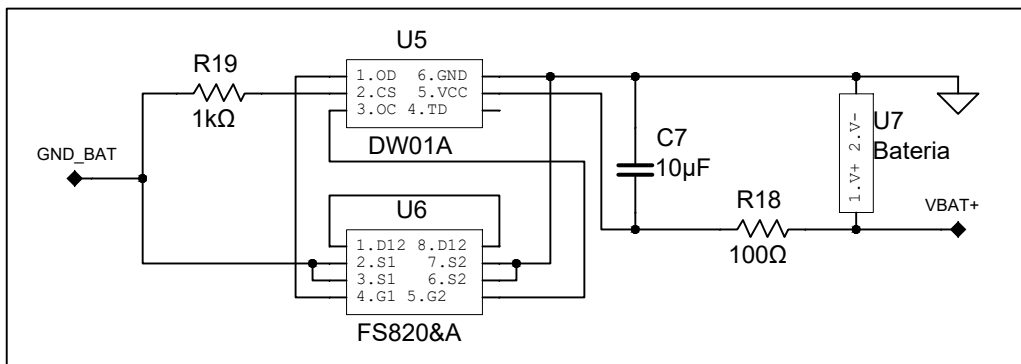 U5
R19
1kΩ
1.OD 6.GND
2.CS 5.VCC
3.OC 4.TD
DW01A
GND_BAT
C7
10µF
U7
Bateria
1.V+ 2.V-
R18
100Ω
VBAT+
U6
1.D12 8.D12
2.S1 7.S2
3.S1 6.S2
4.G1 5.G2
FS820&A